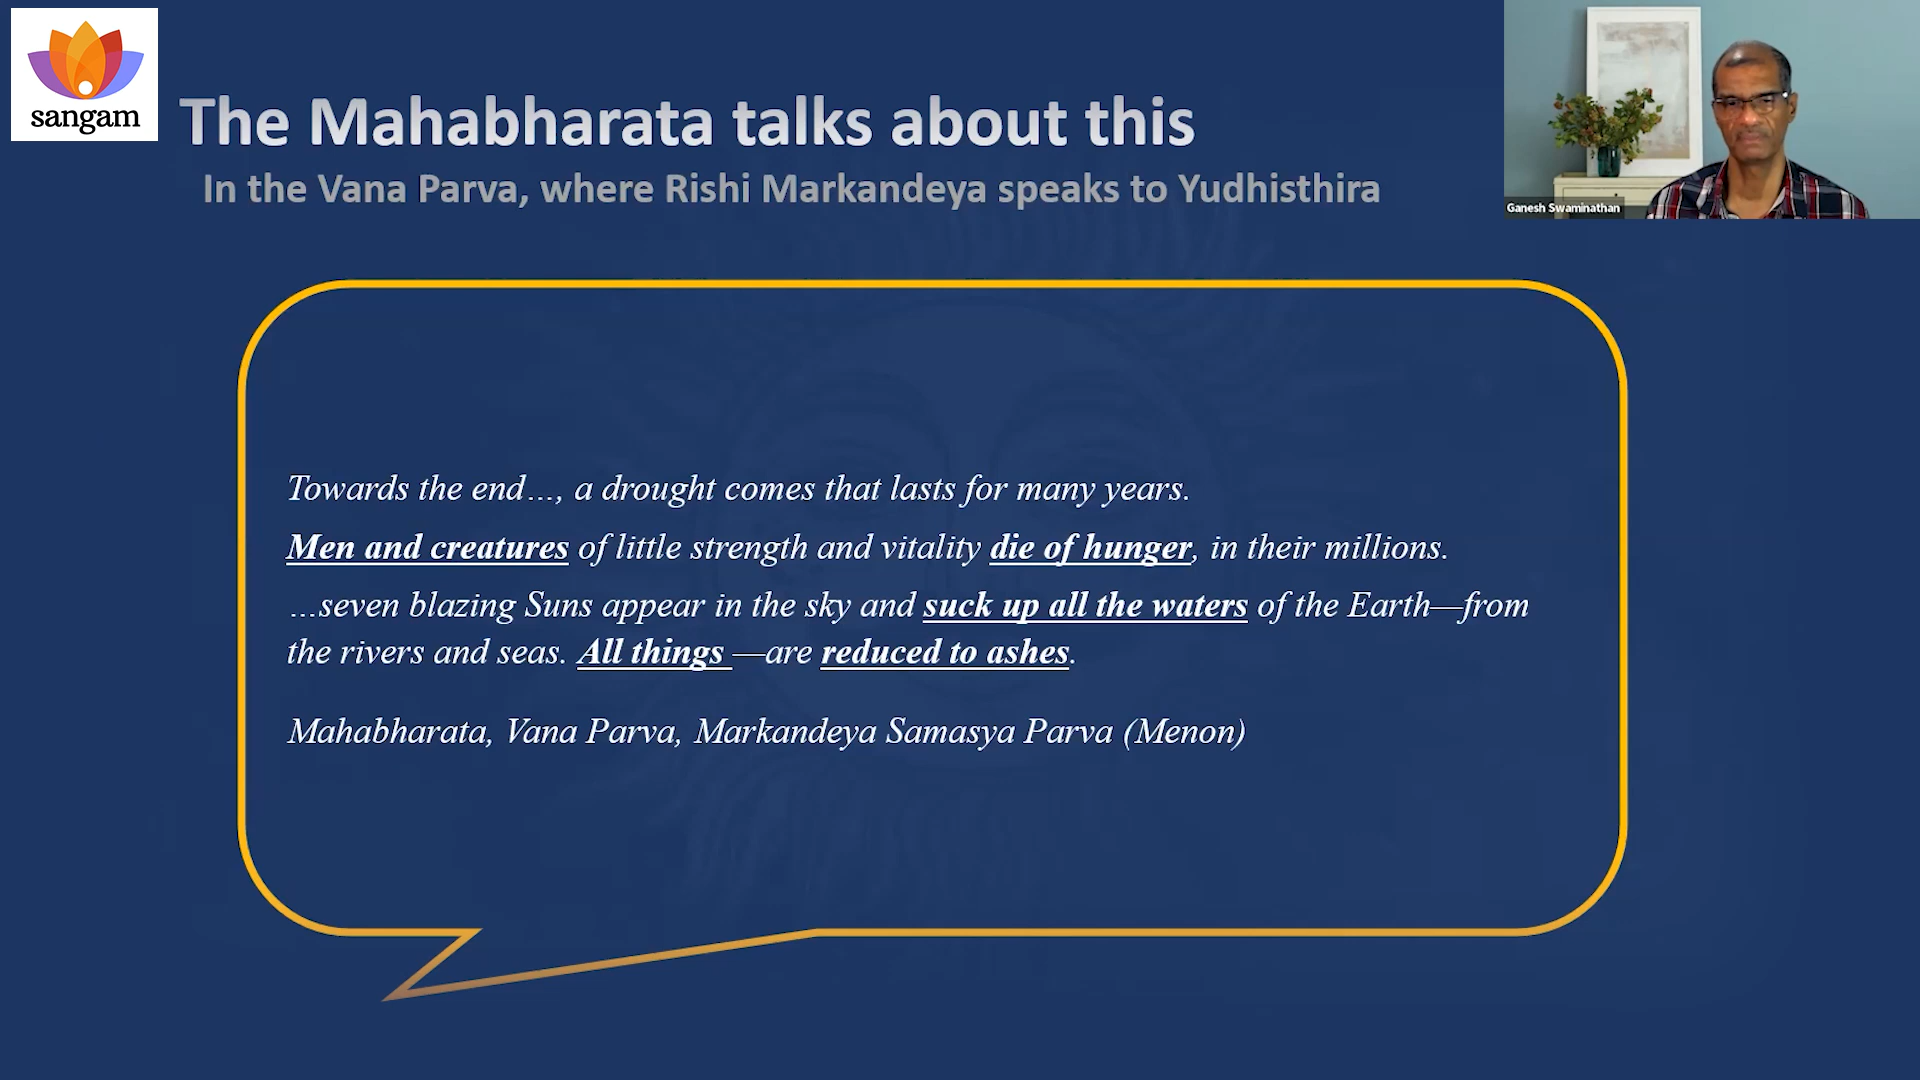 sangam
The Mahabharata talks about this
In the Vana Parva, where Rishi Markandeya speaks to Yudhisthira
Ganesh Swaminathan
Towards the end…, a drought comes that lasts for many years.
Men and creatures of little strength and vitality die of hunger, in their millions.
…seven blazing Suns appear in the sky and suck up all the waters of the Earth—from
the rivers and seas. All things —are reduced to ashes.
Mahabharata, Vana Parva, Markandeya Samasya Parva (Menon)